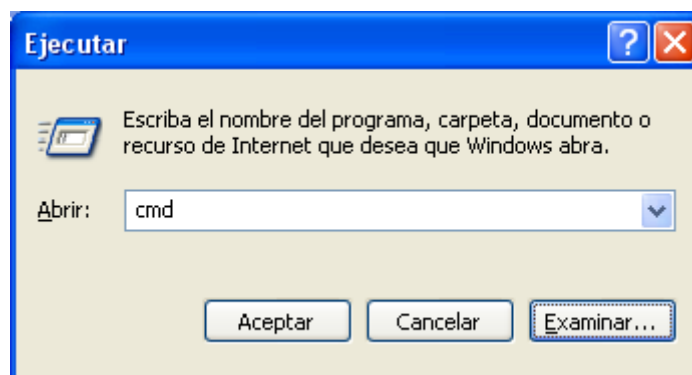 Ejecutar
Escriba el nombre del programa, carpeta, documento o
recurso de Internet que desea que Windows abra.
Abrir: cmd
Aceptar Cancelar Examinar...